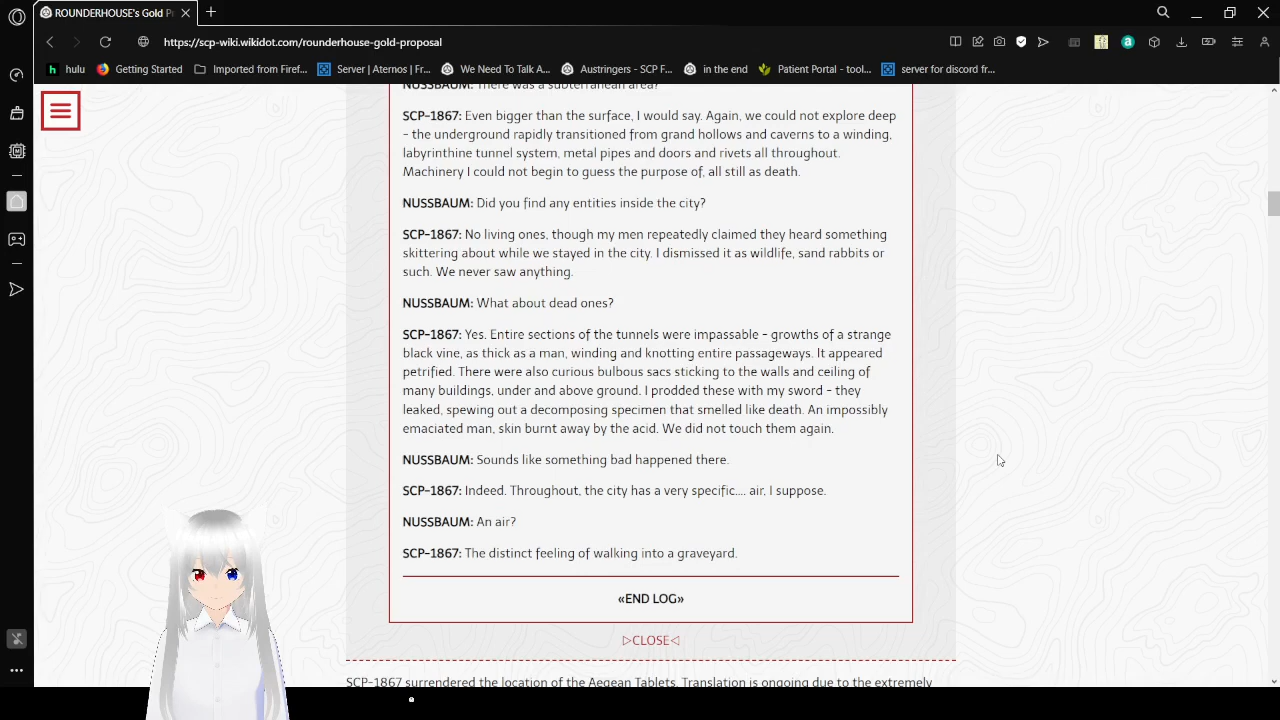 ROUNDERHOUSE's Gold P
https://scp-wiki.wikidot.com/rounderhouse-gold-proposal
hulu
Getting Started
Imported from Firef...
Server | Aternos | Fr...
We Need To Talk A...
Austringers - SCP F...
in the end
Patient Portal - tool...
server for discord fr...
NUSSBAUM: There was a subterranean area?
SCP-1867: Even bigger than the surface, I would say. Again, we could not explore deep
- the underground rapidly transitioned from grand hollows and caverns to a winding,
labyrinthine tunnel system, metal pipes and doors and rivets all throughout.
Machinery I could not begin to guess the purpose of, all still as death.
NUSSBAUM: Did you find any entities inside the city?
SCP-1867: No living ones, though my men repeatedly claimed they heard something
skittering about while we stayed in the city. I dismissed it as wildlife, sand rabbits or
such. We never saw anything.
NUSSBAUM: What about dead ones?
SCP-1867: Yes. Entire sections of the tunnels were impassable - growths of a strange
black vine, as thick as a man, winding and knotting entire passageways. It appeared
petrified. There were also curious bulbous sacs sticking to the walls and ceiling of
many buildings, under and above ground. I prodded these with my sword - they
leaked, spewing out a decomposing specimen that smelled like death. An impossibly
emaciated man, skin burnt away by the acid. We did not touch them again.
NUSSBAUM: Sounds like something bad happened there.
SCP-1867: Indeed. Throughout, the city has a very specific.... air, I suppose.
NUSSBAUM: An air?
SCP-1867: The distinct feeling of walking into a graveyard.
«END LOG»
▷CLOSE◁
SCP-1867 surrendered the location of the Aegean Tablets. Translation is ongoing due to the extremely